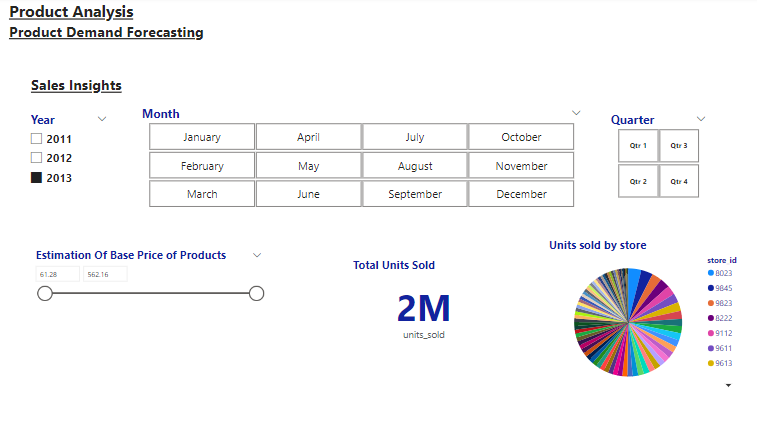 Product Analysis
Product Demand Forecasting
Sales Insights
Year
2011
2012
2013
Month
January April July October
February May August November
March June September December
Quarter
Qtr 1 Qtr 3
Qtr 2 Qtr 4
Estimation Of Base Price of Products
61.28 562.16
Total Units Sold
2M
units_sold
Units sold by store
store_id
8023
9845
9823
8222
9112
9611
9613